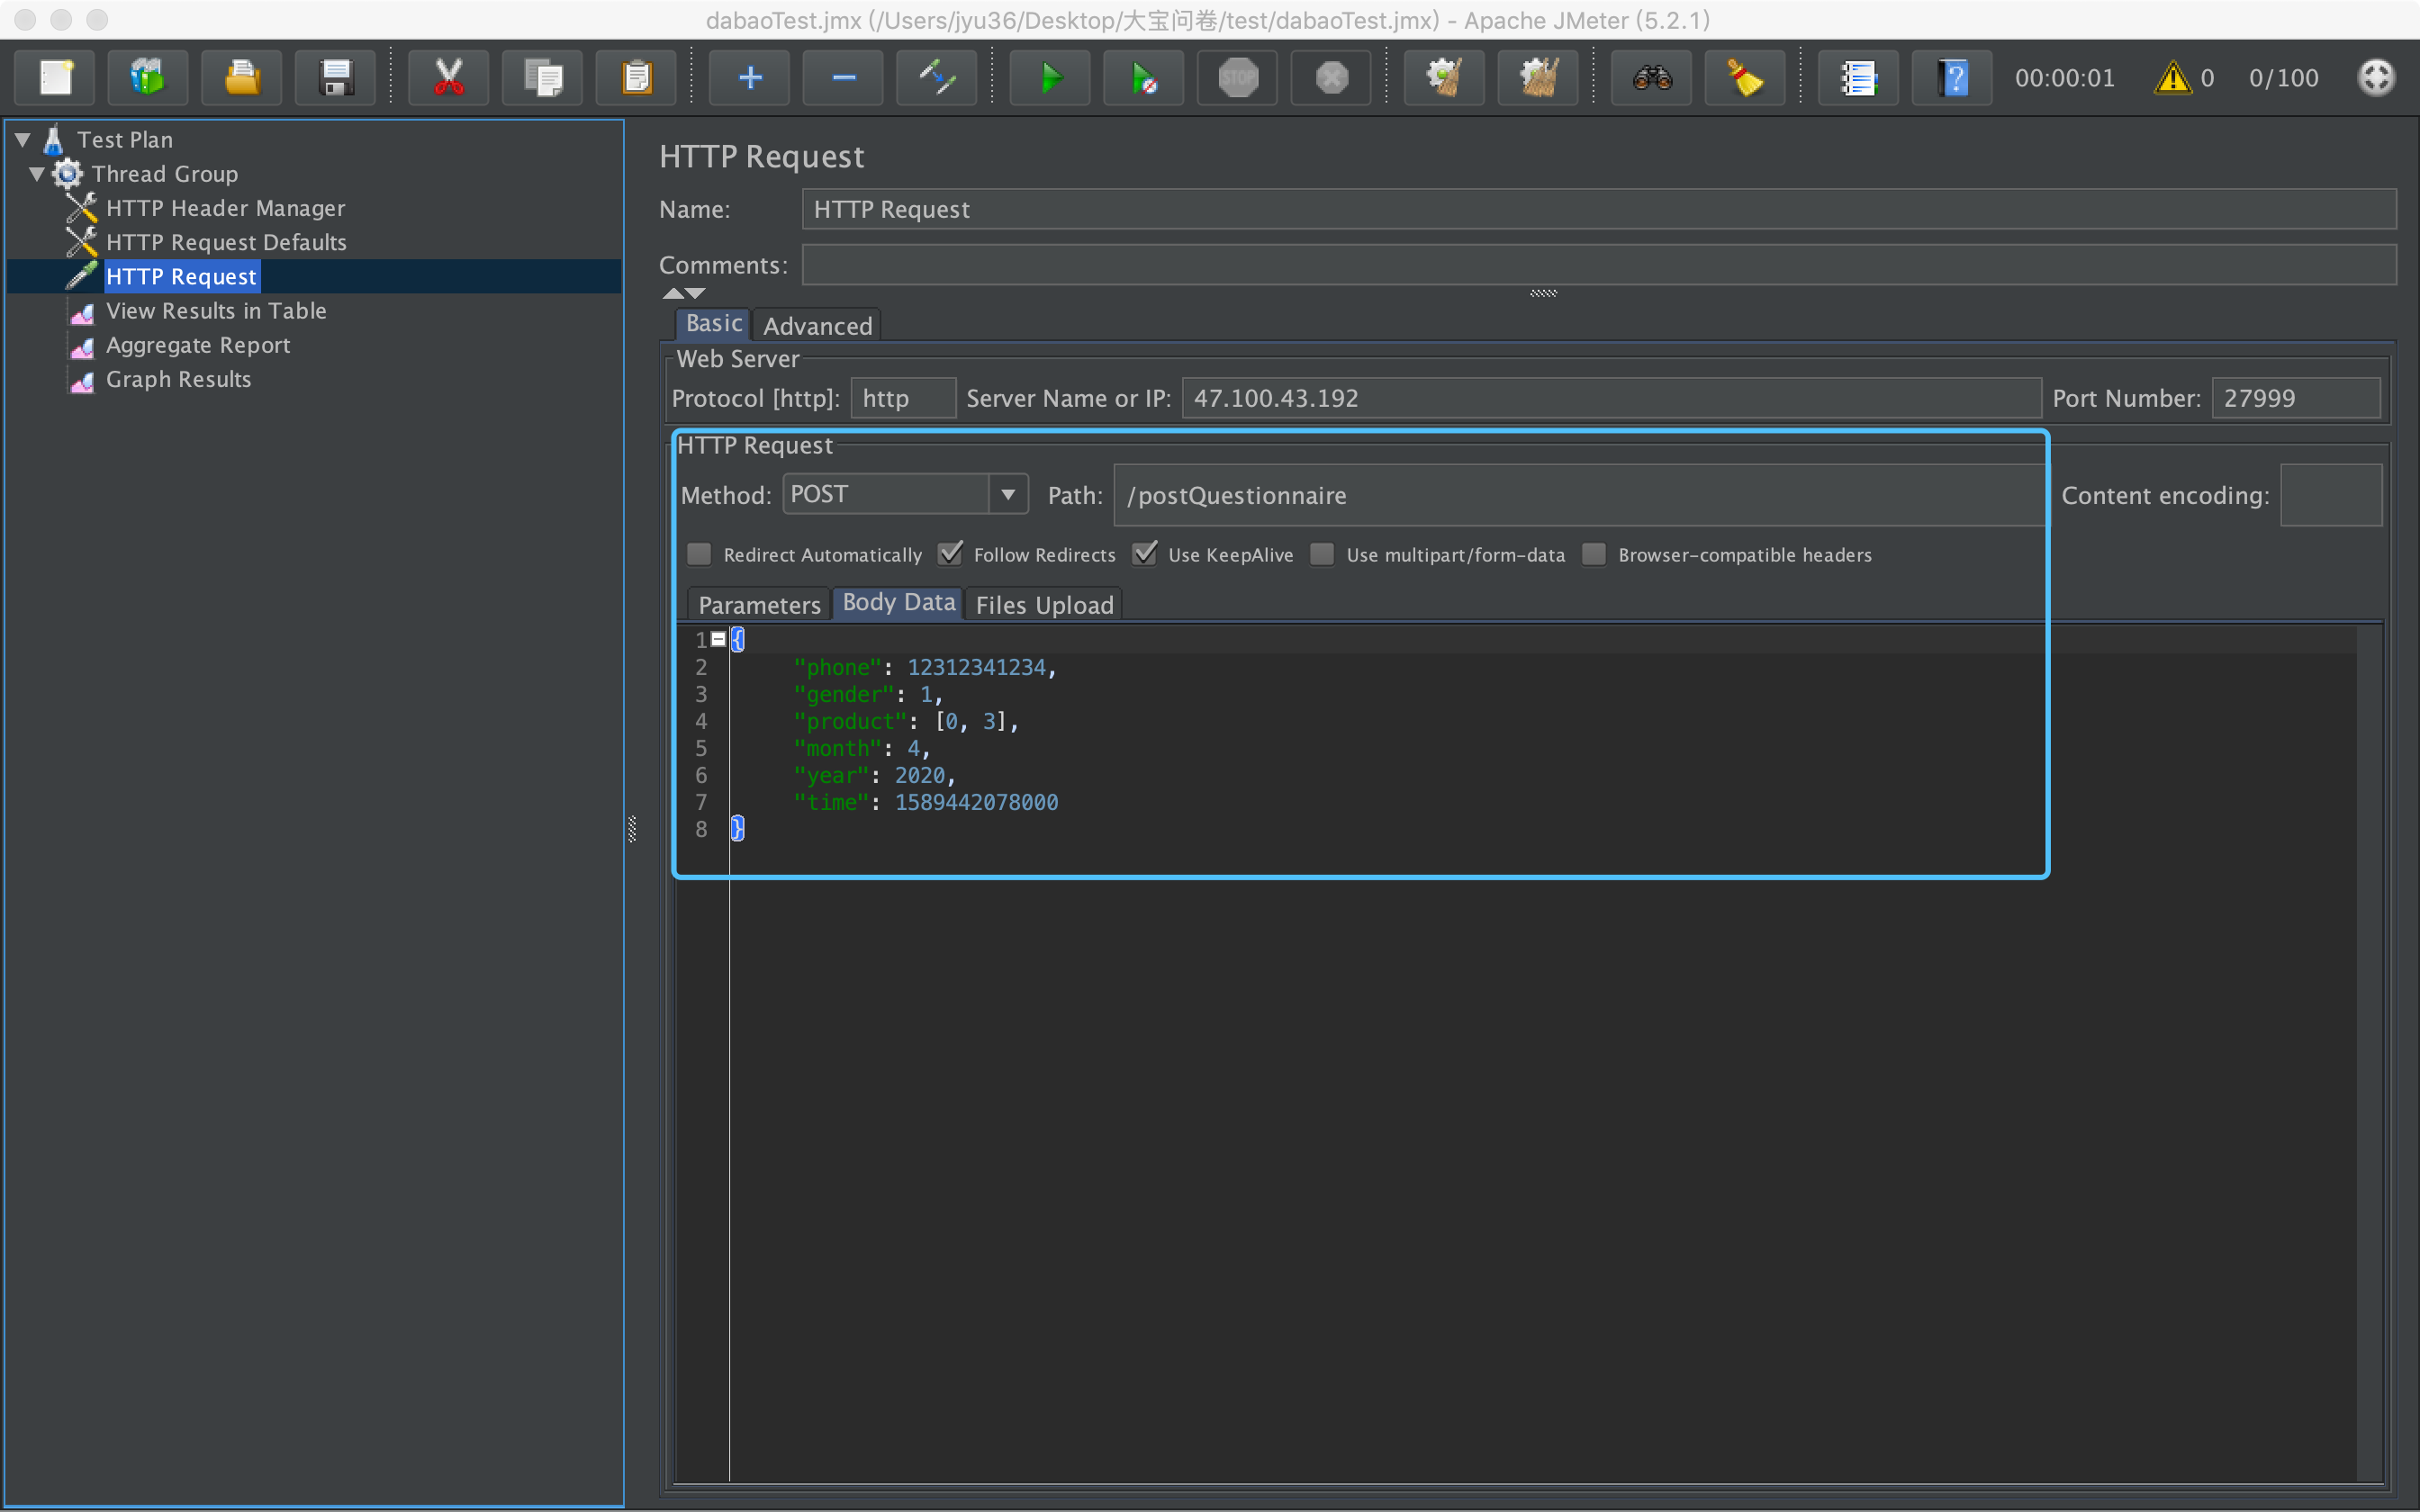 dabaoTest.jmx (/Users/jyu36/Desktop/大宝问卷/test/dabaoTest.jmx) - Apache JMeter (5.2.1)
STOP
00:00:01
0
0/100
Test Plan
Thread Group
HTTP Header Manager
HTTP Request Defaults
HTTP Request
View Results in Table
Aggregate Report
Graph Results
HTTP Request
Name: HTTP Request
Comments:
Basic Advanced
Web Server
Protocol [http]: http Server Name or IP: 47.100.43.192 Port Number: 27999
HTTP Request
Method: POST Path: /postQuestionnaire Content encoding:
Redirect Automatically Follow Redirects Use KeepAlive Use multipart/form-data Browser-compatible headers
Parameters Body Data Files Upload
1 {
2 "phone": 12312341234,
3 "gender": 1,
4 "product": [0, 3],
5 "month": 4,
6 "year": 2020,
7 "time": 1589442078000
8 }